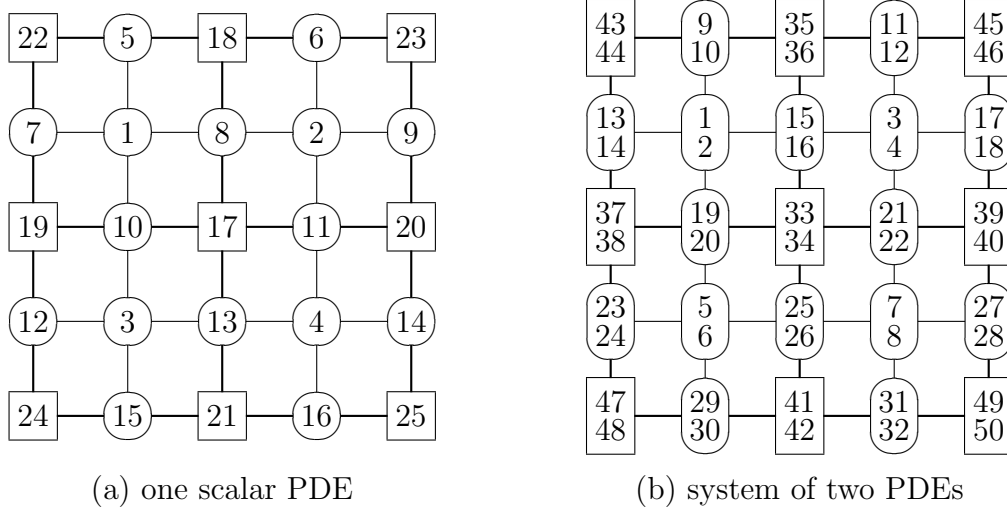 22 5 18 6 23
7 1 8 2 9
19 10 17 11 20
12 3 13 4 14
24 15 21 16 25
(a) one scalar PDE
43 9 35 11 45
44 10 36 12 46
13 1 15 3 17
14 2 16 4 18
37 19 33 21 39
38 20 34 22 40
23 5 25 7 27
24 6 26 8 28
47 29 41 31 49
48 30 42 32 50
(b) system of two PDEs